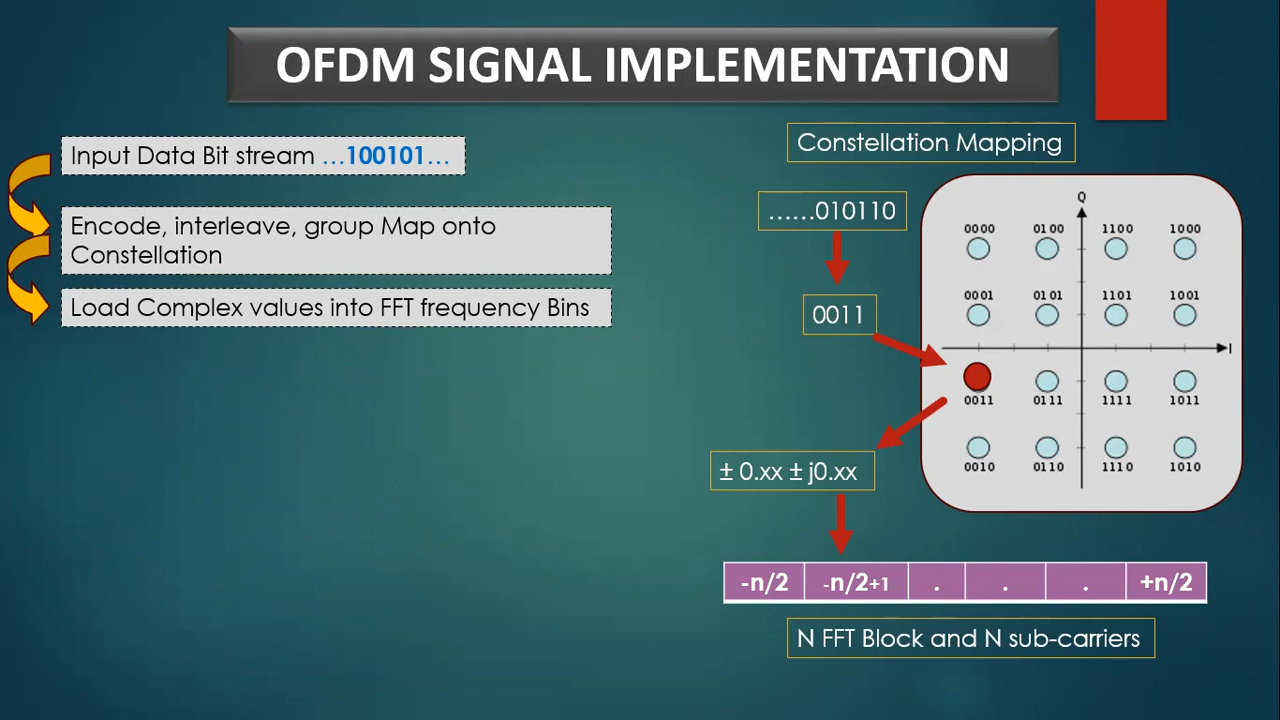 OFDM SIGNAL IMPLEMENTATION
Input Data Bit stream …100101…
Encode, interleave, group Map onto
Constellation
Load Complex values into FFT frequency Bins
Constellation Mapping
……010110
0011
± 0.xx ± j0.xx
Q
0000 0100 1100 1000
0001 0101 1101 1001
I
0011 0111 1111 1011
0010 0110 1110 1010
-n/2 -n/2+1 . . . +n/2
N FFT Block and N sub-carriers